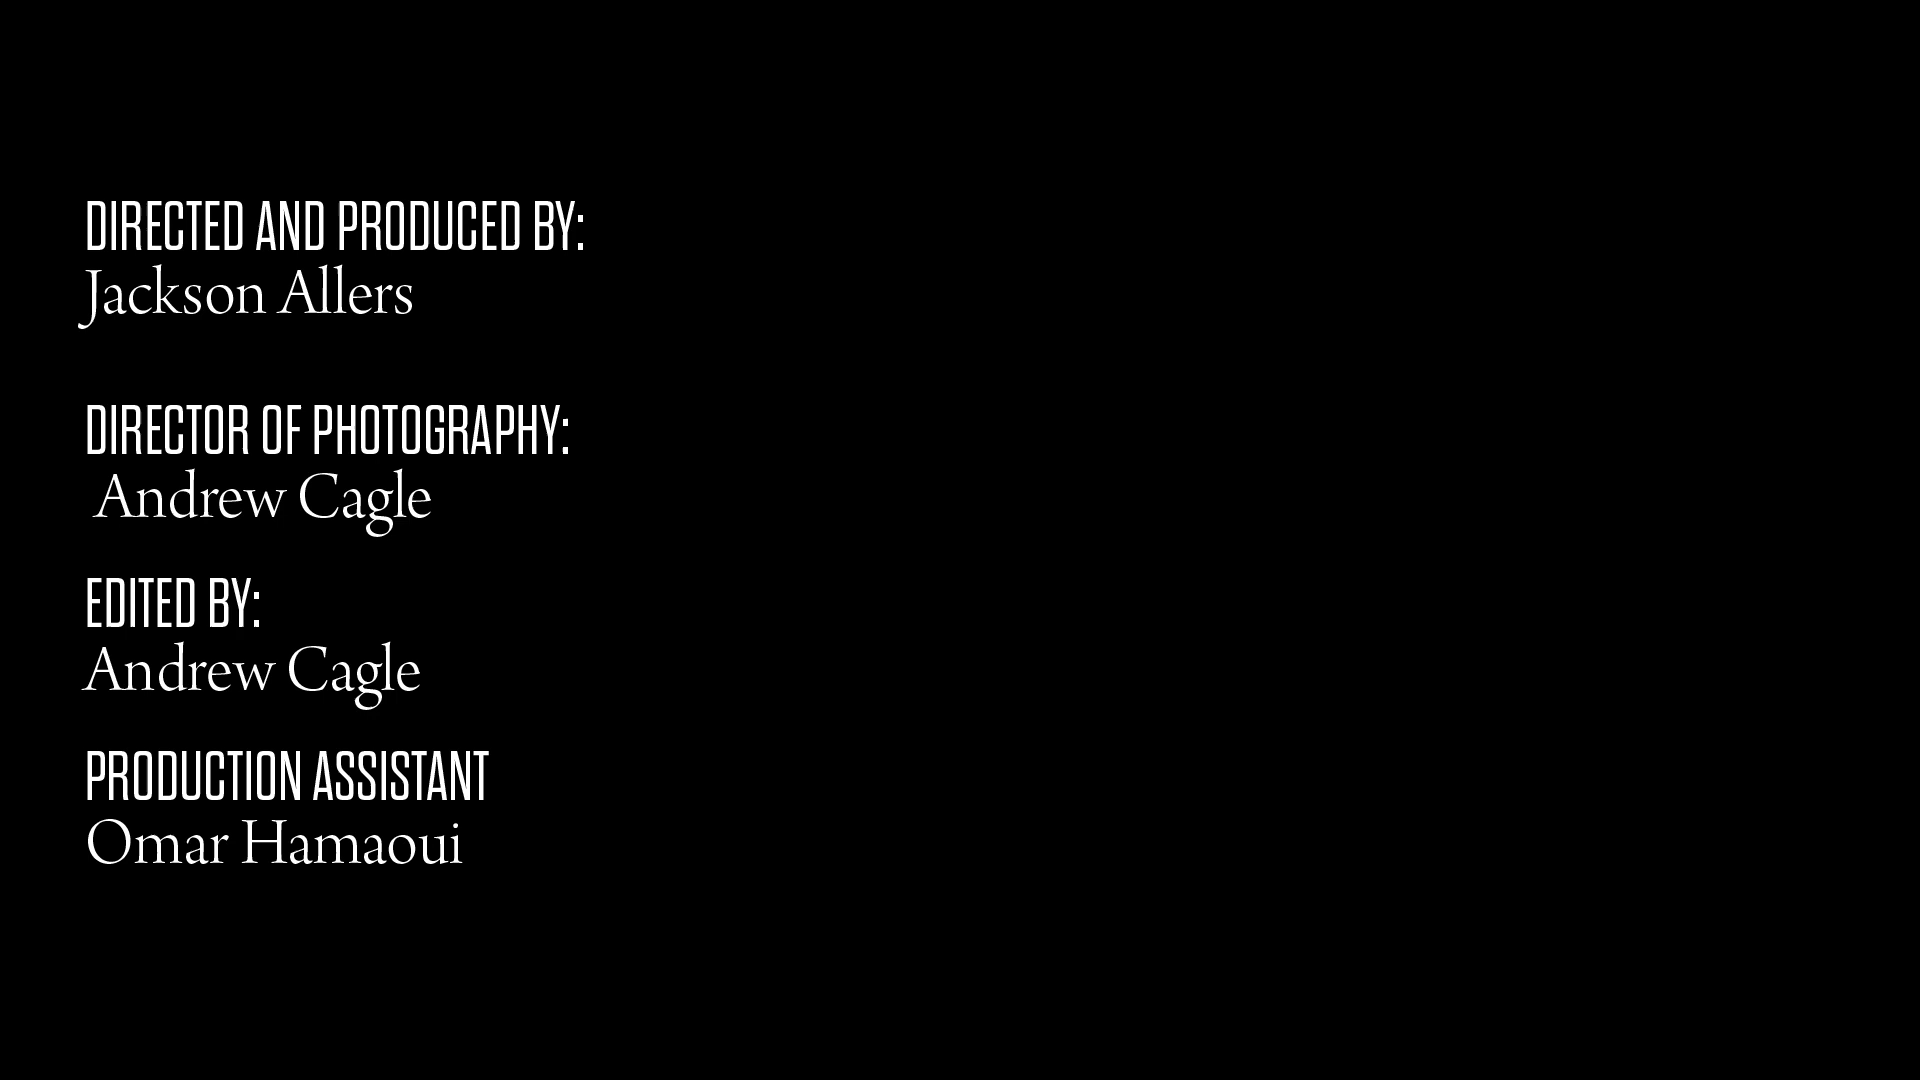 DIRECTED AND PRODUCED BY:
Jackson Allers
DIRECTOR OF PHOTOGRAPHY:
Andrew Cagle
EDITED BY:
Andrew Cagle
PRODUCTION ASSISTANT
Omar Hamaoui